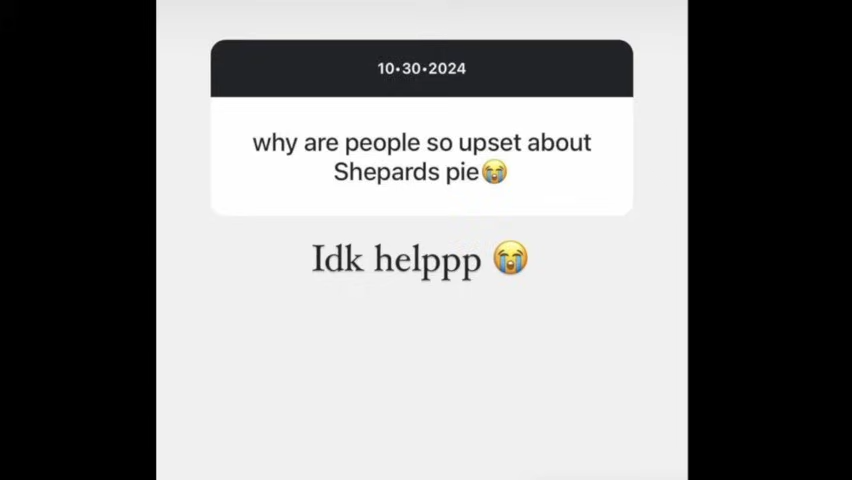 10•30•2024
why are people so upset about
Shepards pie😭
Idk helppp 😭